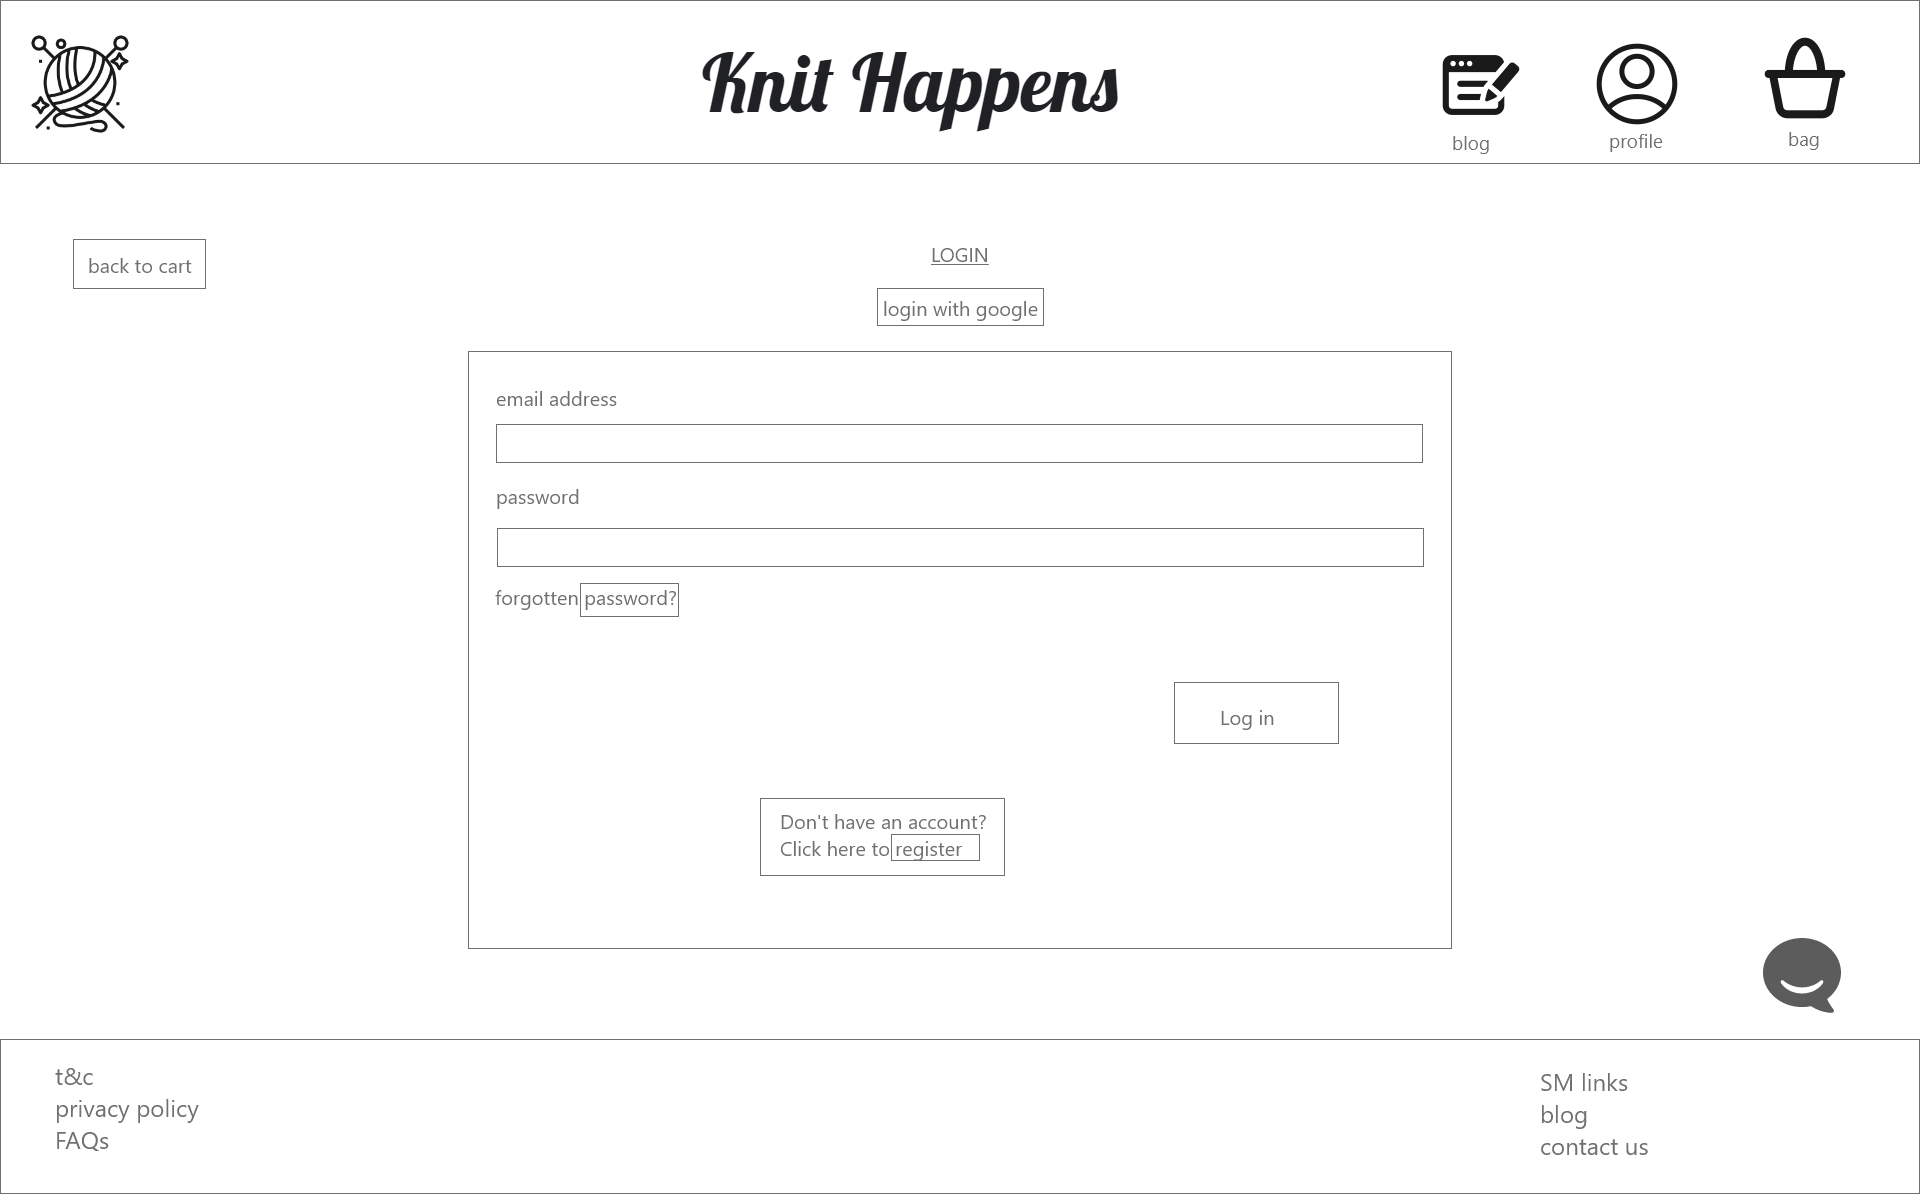 Knit Happens
blog
profile
bag
back to cart
LOGIN
login with google
email address
password
forgotten password?
Log in
Don't have an account?
Click here to register
t&c
privacy policy
FAQs
SM links
blog
contact us